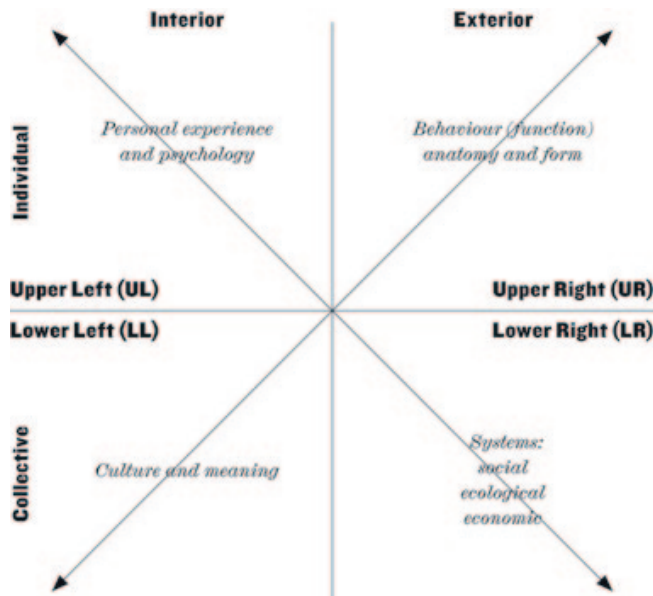 Interior
Exterior
Individual
Personal experience
and psychology
Behaviour (function)
anatomy and form
Upper Left (UL)
Upper Right (UR)
Lower Left (LL)
Lower Right (LR)
Collective
Culture and meaning
Systems:
social
ecological
economic